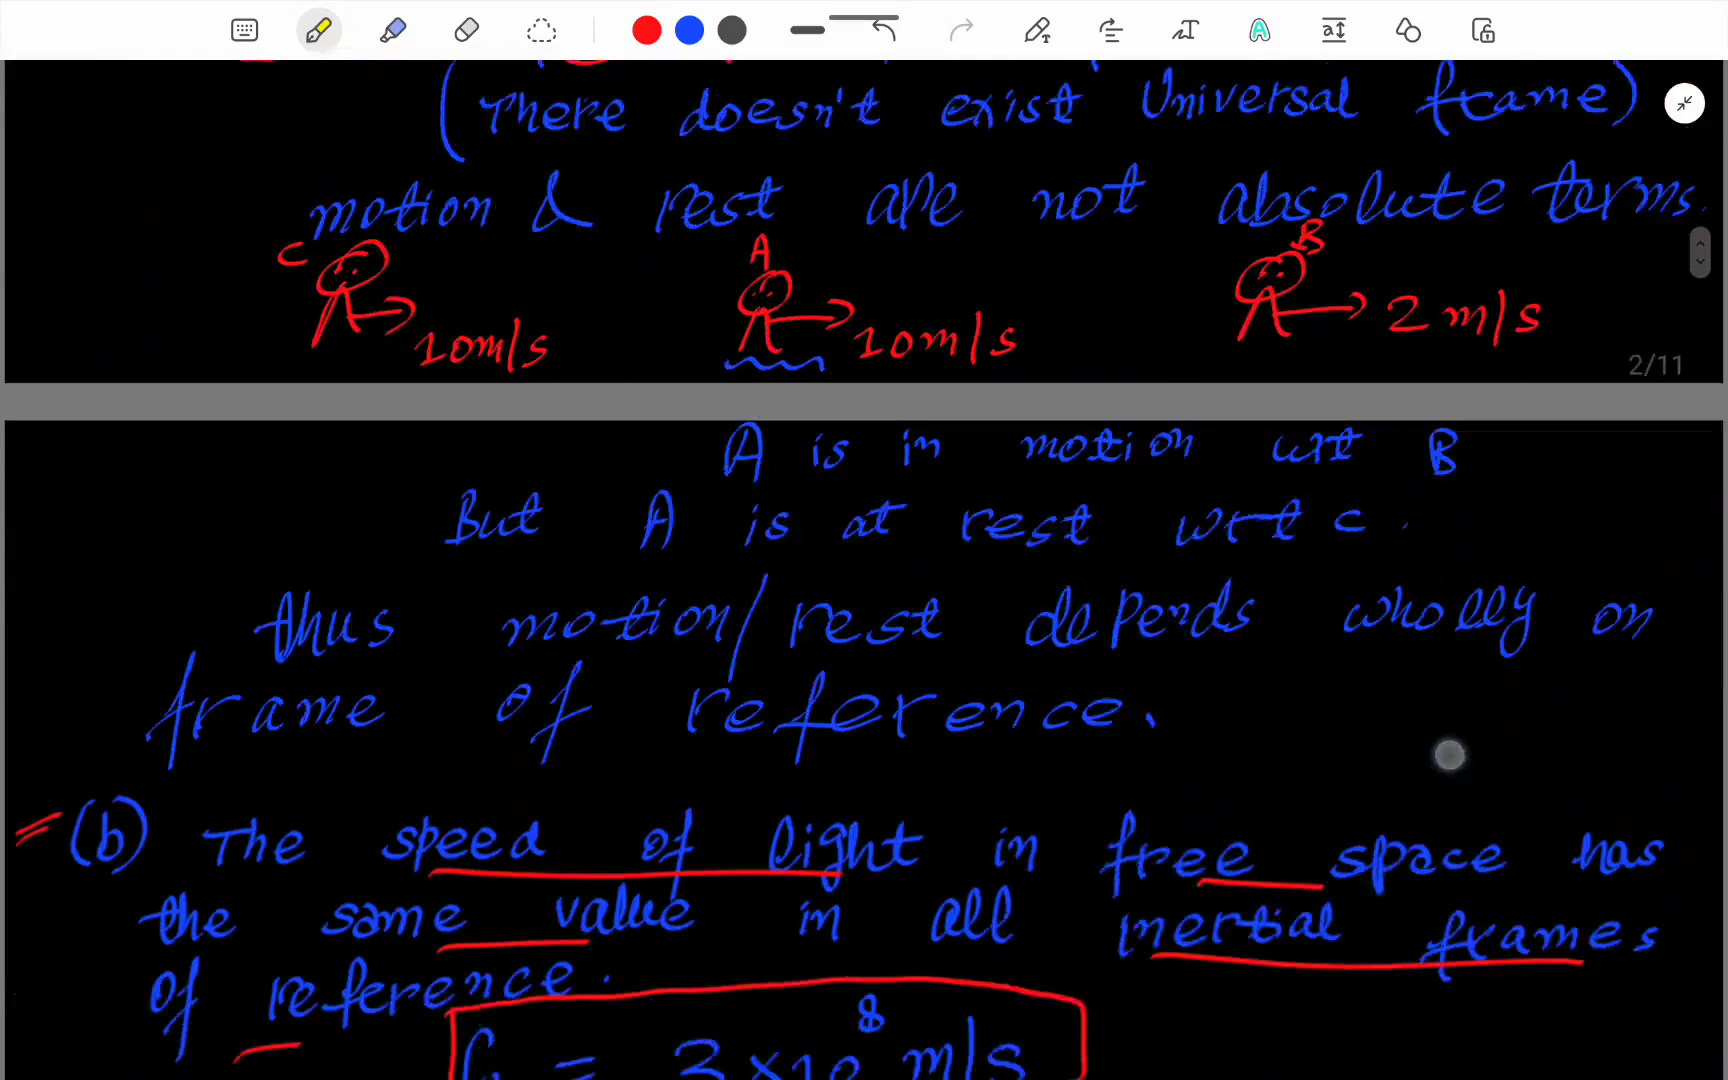 (There doesn't exist Universal frame)
motion & rest are not absolute terms.
C A B
10m/s 10m/s 2 m/s
2/11
A is in motion wrt B
But A is at rest wrt C.
thus motion/rest depends wholly on
frame of reference.
(b) The speed of light in free space has
the same value in all inertial frames
of reference.
C = 3 ×10⁸ m/s